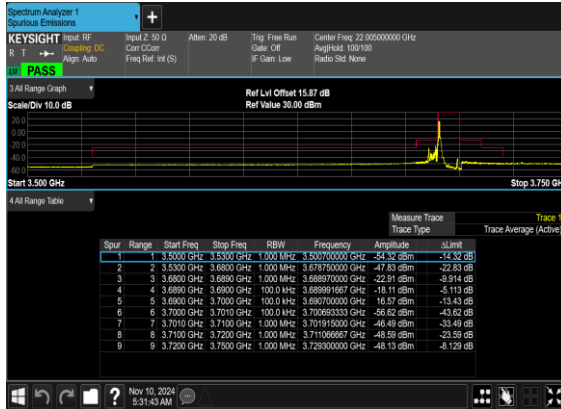 Spectrum Analyzer 1
Spurious Emissions
+
KEYSIGHT Input: RF Input Z: 50 Ω Atten: 20 dB Trig: Free Run Center Freq: 22.005000000 GHz
R T Coupling: DC Corr CCorr Gate: Off Avg|Hold: 100/100
Align: Auto Freq Ref: Int (S) IF Gain: Low Radio Std: None
PASS
3 All Range Graph
Ref Lvl Offset 15.87 dB
Scale/Div 10.0 dB Ref Value 30.00 dBm
20.0
0.00
-20.0
-40.0
-60.0
Start 3.500 GHz Stop 3.750 GH
4 All Range Table
Measure Trace Trace 1
Trace Type Trace Average (Active)
Spur Range Start Freq Stop Freq RBW Frequency Amplitude ΔLimit
1 1 3.5000 GHz 3.5300 GHz 1.000 MHz 3.500700000 GHz -54.32 dBm -14.32 dB
2 2 3.5300 GHz 3.6800 GHz 1.000 MHz 3.678750000 GHz -47.83 dBm -22.83 dB
3 3 3.6800 GHz 3.6890 GHz 1.000 MHz 3.688970000 GHz -22.91 dBm -9.914 dB
4 4 3.6890 GHz 3.6900 GHz 100.0 kHz 3.689991667 GHz -18.11 dBm -5.113 dB
5 5 3.6900 GHz 3.7000 GHz 100.0 kHz 3.690700000 GHz 16.57 dBm -13.43 dB
6 6 3.7000 GHz 3.7010 GHz 100.0 kHz 3.700693333 GHz -56.62 dBm -43.62 dB
7 7 3.7010 GHz 3.7100 GHz 1.000 MHz 3.701915000 GHz -46.49 dBm -33.49 dB
8 8 3.7100 GHz 3.7200 GHz 1.000 MHz 3.711066667 GHz -48.59 dBm -23.59 dB
9 9 3.7200 GHz 3.7500 GHz 1.000 MHz 3.729300000 GHz -48.13 dBm -8.129 dB
? Nov 10, 2024
5:31:43 AM